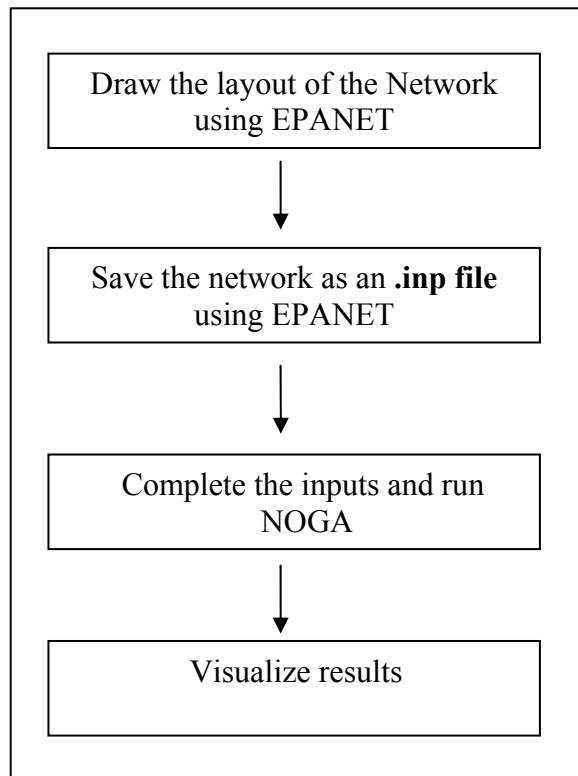 Draw the layout of the Network
using EPANET
Save the network as an .inp file
using EPANET
Complete the inputs and run
NOGA
Visualize results